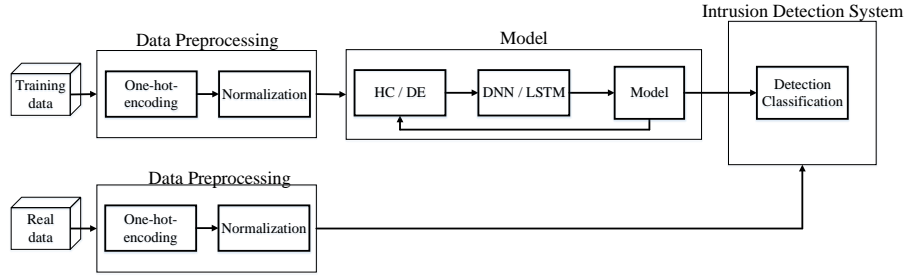 Intrusion Detection System
Data Preprocessing
Model
Training
data
One-hot-
encoding
Normalization
HC / DE
DNN / LSTM
Model
Detection
Classification
Data Preprocessing
Real
data
One-hot-
encoding
Normalization